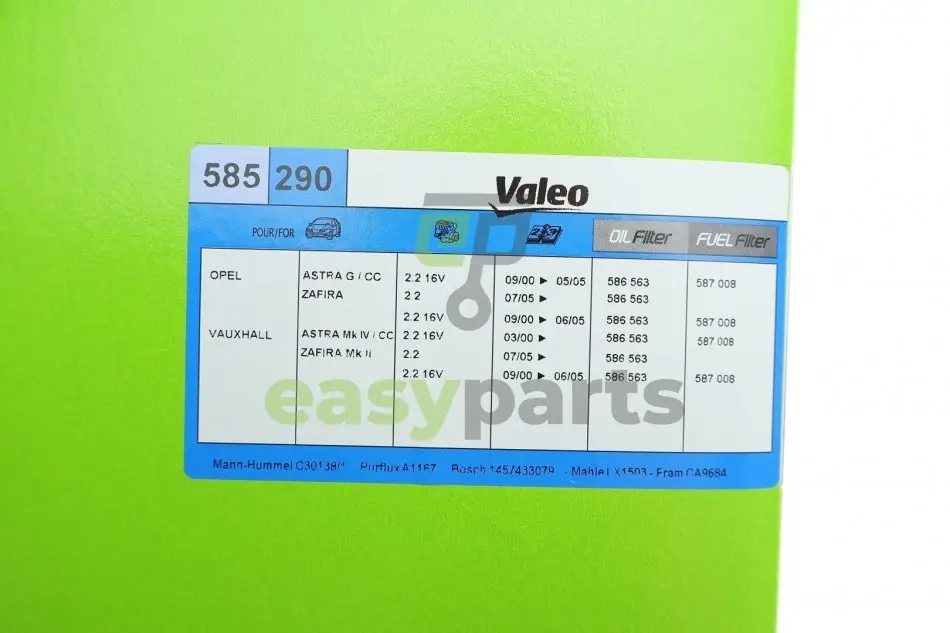 585 290
Valeo
POUR/FOR OIL Filter FUEL Filter
OPEL ASTRA G / CC 2.2 16V 09/00 ► 05/05 586 563 587 008
ZAFIRA 2.2 07/05 ► 586 563
2.2 16V 09/00 ► 06/05 586 563 587 008
VAUXHALL ASTRA Mk IV / CC 2.2 16V 03/00 ► 586 563 587 008
ZAFIRA Mk II 2.2 07/05 ► 586 563
2.2 16V 09/00 ► 06/05 586 563 587 008
easyparts
Mann-Hummel C30138/1 Purflux A1167 Bosch 1457433079 - Mahle LX1503 - Fram CA9684